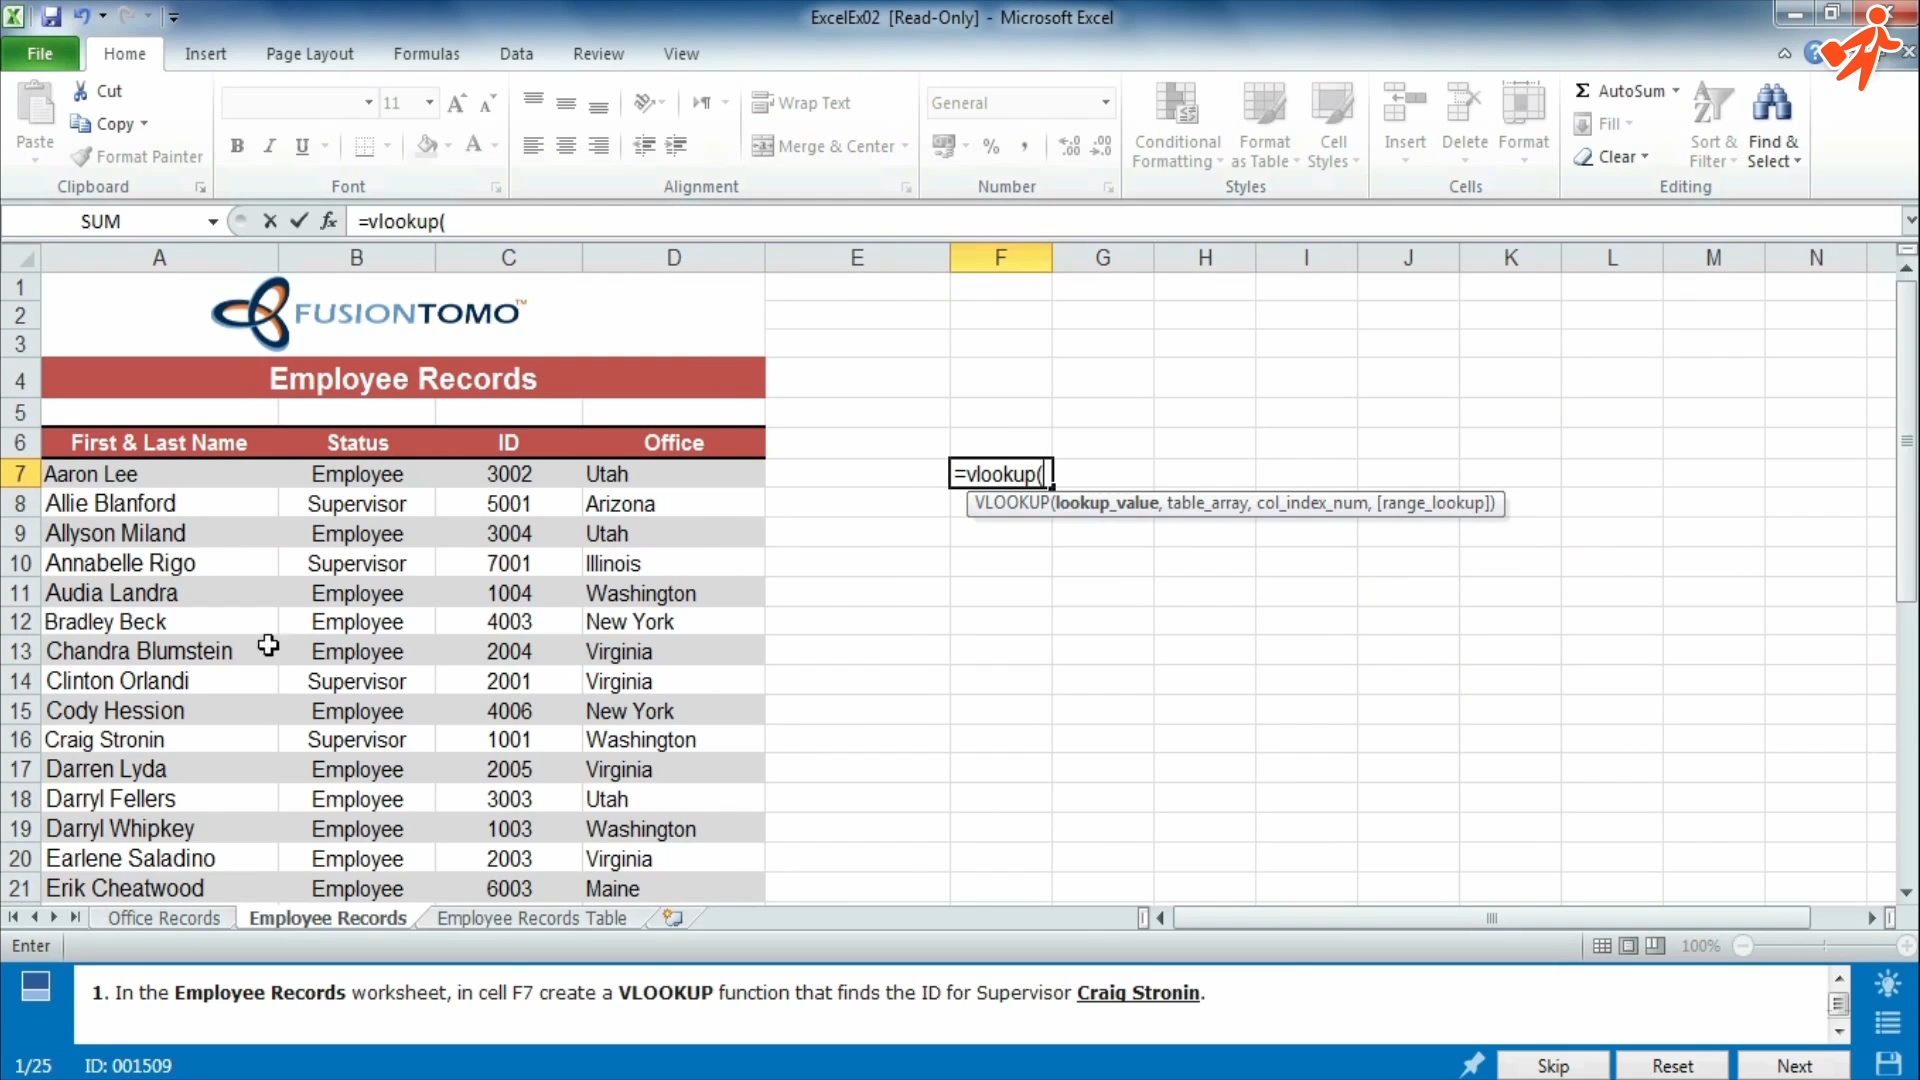 ExcelEx02 [Read-Only] - Microsoft Excel
File Home Insert Page Layout Formulas Data Review View
Cut
Copy
Format Painter
Paste
Clipboard
11
B I U A
Font
Wrap Text
Merge & Center
Alignment
General
% ,
Number
Conditional Formatting
Format as Table
Cell Styles
Styles
Insert Delete Format
Cells
Σ AutoSum
Fill
Clear
Sort & Filter
Find & Select
Editing
SUM fx =vlookup(
A B C D E F G H I J K L M N
1
2 FUSIONTOMO™
3
4 Employee Records
5
6 First & Last Name Status ID Office
7 Aaron Lee Employee 3002 Utah =vlookup(
VLOOKUP(lookup_value, table_array, col_index_num, [range_lookup])
8 Allie Blanford Supervisor 5001 Arizona
9 Allyson Miland Employee 3004 Utah
10 Annabelle Rigo Supervisor 7001 Illinois
11 Audia Landra Employee 1004 Washington
12 Bradley Beck Employee 4003 New York
13 Chandra Blumstein Employee 2004 Virginia
14 Clinton Orlandi Supervisor 2001 Virginia
15 Cody Hession Employee 4006 New York
16 Craig Stronin Supervisor 1001 Washington
17 Darren Lyda Employee 2005 Virginia
18 Darryl Fellers Employee 3003 Utah
19 Darryl Whipkey Employee 1003 Washington
20 Earlene Saladino Employee 2003 Virginia
21 Erik Cheatwood Employee 6003 Maine
Office Records Employee Records Employee Records Table
Enter 100%
1. In the Employee Records worksheet, in cell F7 create a VLOOKUP function that finds the ID for Supervisor Craig Stronin.
1/25 ID: 001509 Skip Reset Next